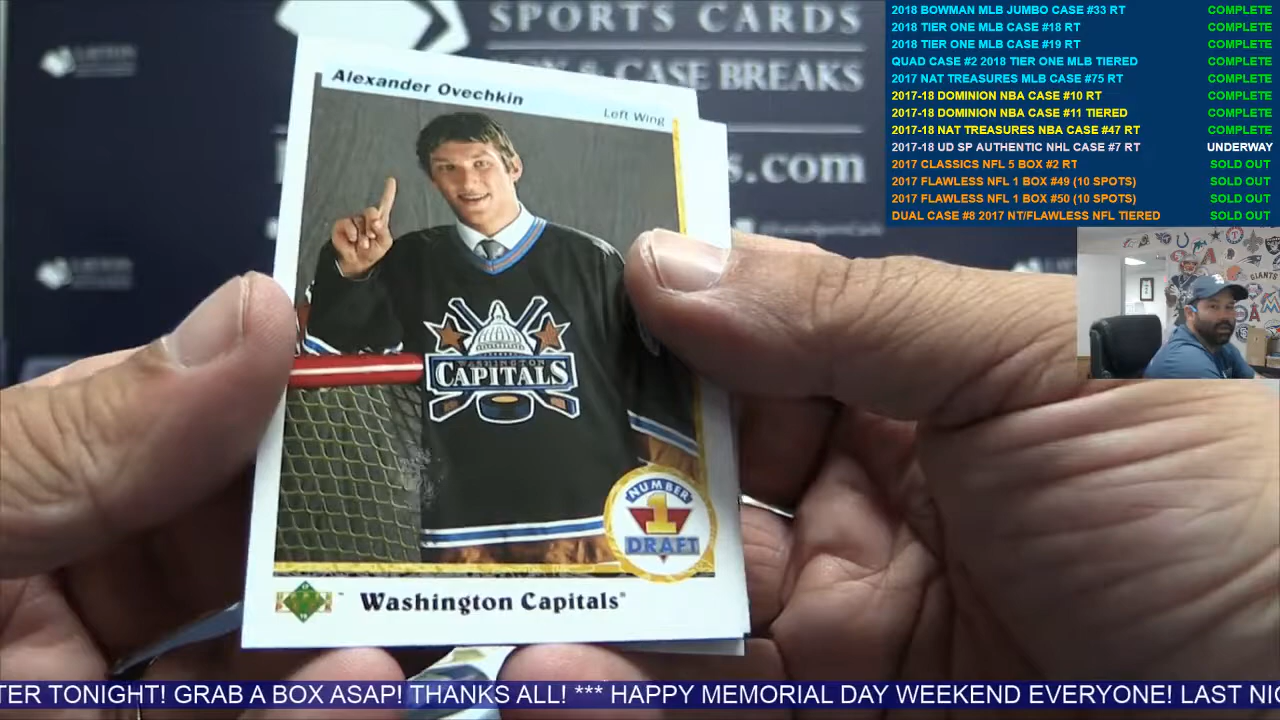 SPORTS CARDS
& CASE BREAKS
s.com
Alexander Ovechkin
Left Wing
WASHINGTON
CAPITALS
NUMBER
1
DRAFT
Washington Capitals
2018 BOWMAN MLB JUMBO CASE #33 RT COMPLETE
2018 TIER ONE MLB CASE #18 RT COMPLETE
2018 TIER ONE MLB CASE #19 RT COMPLETE
QUAD CASE #2 2018 TIER ONE MLB TIERED COMPLETE
2017 NAT TREASURES MLB CASE #75 RT COMPLETE
2017-18 DOMINION NBA CASE #10 RT COMPLETE
2017-18 DOMINION NBA CASE #11 TIERED COMPLETE
2017-18 NAT TREASURES NBA CASE #47 RT COMPLETE
2017-18 UD SP AUTHENTIC NHL CASE #7 RT UNDERWAY
2017 CLASSICS NFL 5 BOX #2 RT SOLD OUT
2017 FLAWLESS NFL 1 BOX #49 (10 SPOTS) SOLD OUT
2017 FLAWLESS NFL 1 BOX #50 (10 SPOTS) SOLD OUT
DUAL CASE #8 2017 NT/FLAWLESS NFL TIERED SOLD OUT
GIANTS
TER TONIGHT! GRAB A BOX ASAP! THANKS ALL! *** HAPPY MEMORIAL DAY WEEKEND EVERYONE! LAST NIG